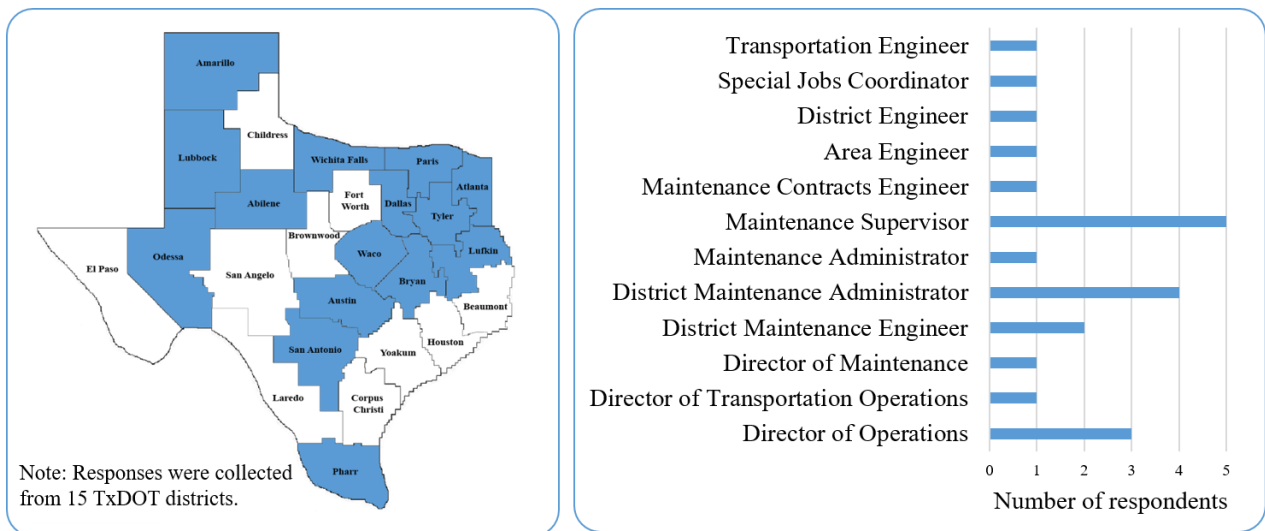 Amarillo
Childress
Lubbock
Wichita Falls
Paris
Atlanta
Abilene
Fort
Worth
Dallas
Tyler
Brownwood
Waco
Lufkin
El Paso
Odessa
San Angelo
Bryan
Austin
Beaumont
San Antonio
Yoakum
Houston
Laredo
Corpus
Christi
Pharr
Note: Responses were collected
from 15 TxDOT districts.
Transportation Engineer
Special Jobs Coordinator
District Engineer
Area Engineer
Maintenance Contracts Engineer
Maintenance Supervisor
Maintenance Administrator
District Maintenance Administrator
District Maintenance Engineer
Director of Maintenance
Director of Transportation Operations
Director of Operations
0 1 1 3 4 5
Number of respondents